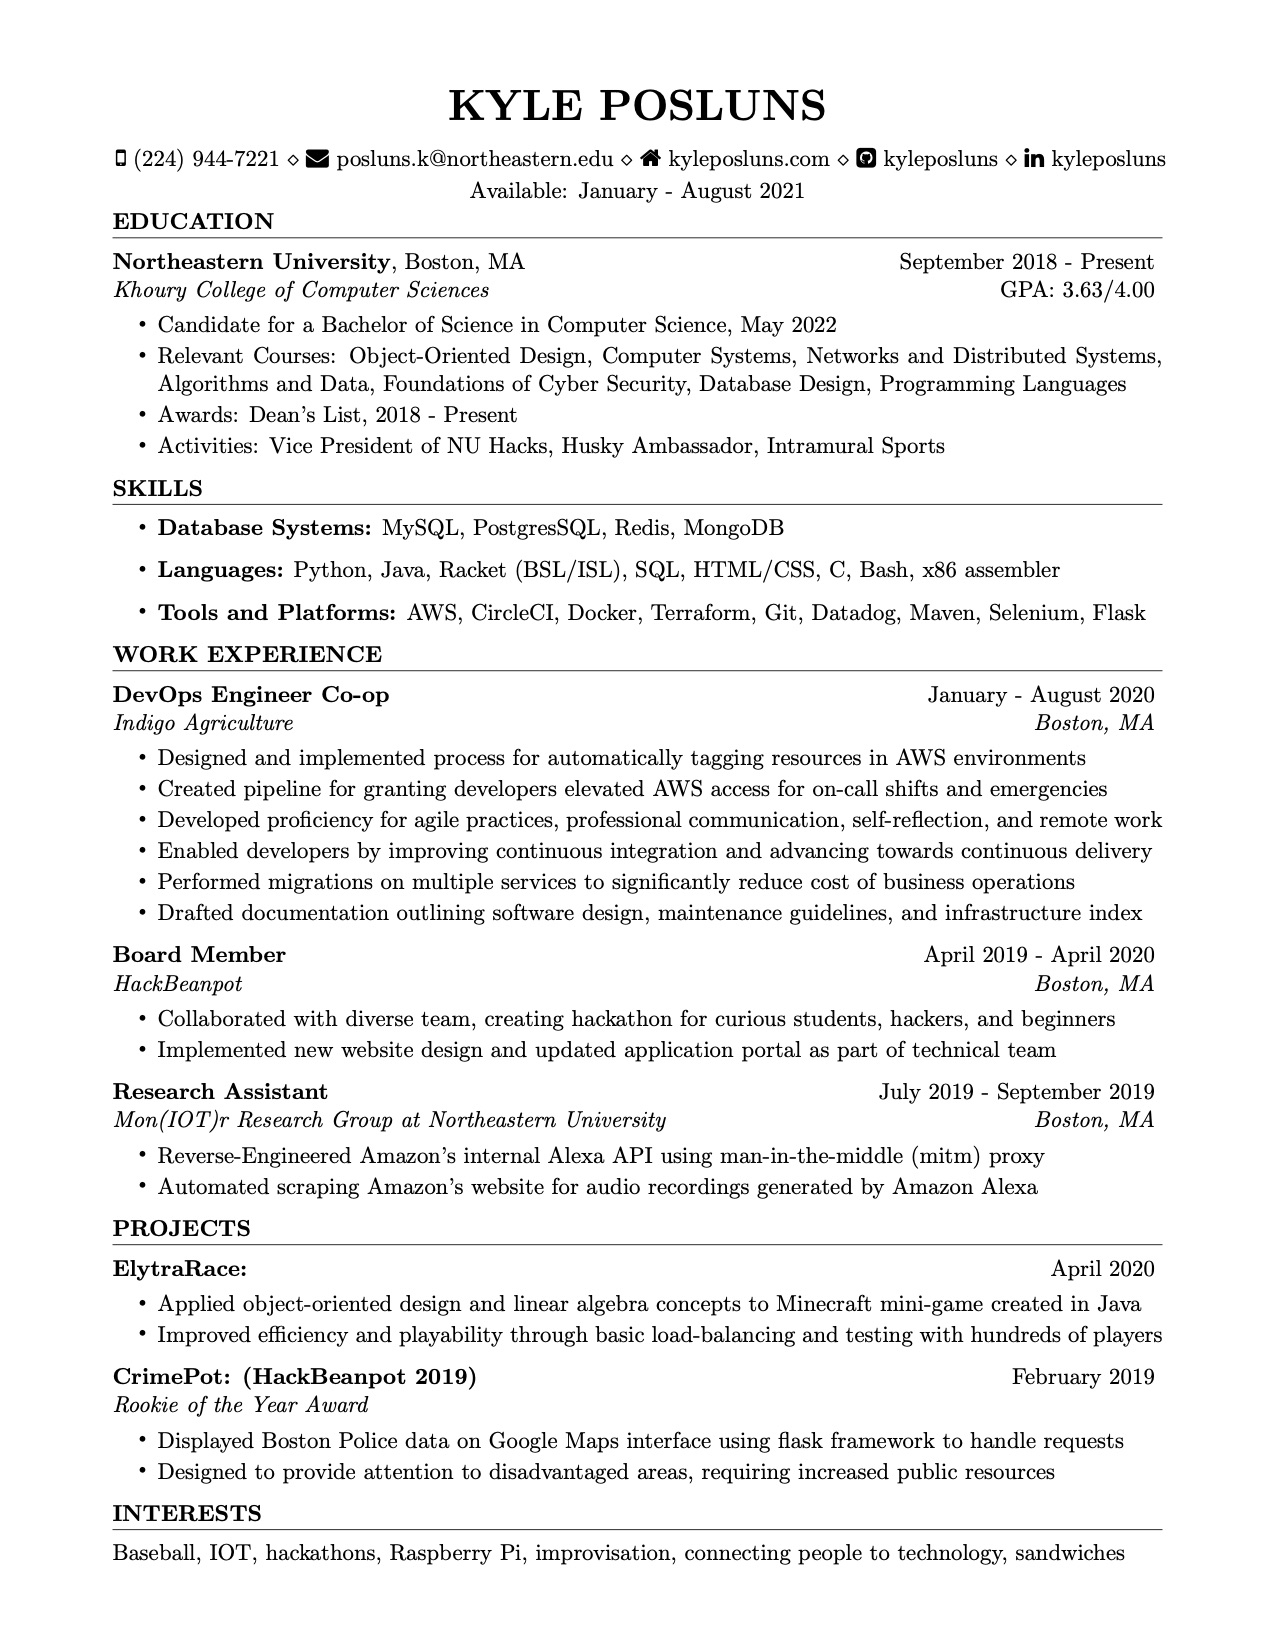 KYLE POSLUNS
(224) 944-7221 ⋄ posluns.k@northeastern.edu ⋄ kyleposluns.com ⋄ kyleposluns ⋄ in kyleposluns
Available: January - August 2021
EDUCATION
Northeastern University, Boston, MA September 2018 - Present
Khoury College of Computer Sciences GPA: 3.63/4.00
• Candidate for a Bachelor of Science in Computer Science, May 2022
• Relevant Courses: Object-Oriented Design, Computer Systems, Networks and Distributed Systems,
Algorithms and Data, Foundations of Cyber Security, Database Design, Programming Languages
• Awards: Dean's List, 2018 - Present
• Activities: Vice President of NU Hacks, Husky Ambassador, Intramural Sports
SKILLS
• Database Systems: MySQL, PostgresSQL, Redis, MongoDB
• Languages: Python, Java, Racket (BSL/ISL), SQL, HTML/CSS, C, Bash, x86 assembler
• Tools and Platforms: AWS, CircleCI, Docker, Terraform, Git, Datadog, Maven, Selenium, Flask
WORK EXPERIENCE
DevOps Engineer Co-op January - August 2020
Indigo Agriculture Boston, MA
• Designed and implemented process for automatically tagging resources in AWS environments
• Created pipeline for granting developers elevated AWS access for on-call shifts and emergencies
• Developed proficiency for agile practices, professional communication, self-reflection, and remote work
• Enabled developers by improving continuous integration and advancing towards continuous delivery
• Performed migrations on multiple services to significantly reduce cost of business operations
• Drafted documentation outlining software design, maintenance guidelines, and infrastructure index
Board Member April 2019 - April 2020
HackBeanpot Boston, MA
• Collaborated with diverse team, creating hackathon for curious students, hackers, and beginners
• Implemented new website design and updated application portal as part of technical team
Research Assistant July 2019 - September 2019
Mon(IOT)r Research Group at Northeastern University Boston, MA
• Reverse-Engineered Amazon's internal Alexa API using man-in-the-middle (mitm) proxy
• Automated scraping Amazon's website for audio recordings generated by Amazon Alexa
PROJECTS
ElytraRace: April 2020
• Applied object-oriented design and linear algebra concepts to Minecraft mini-game created in Java
• Improved efficiency and playability through basic load-balancing and testing with hundreds of players
CrimePot: (HackBeanpot 2019) February 2019
Rookie of the Year Award
• Displayed Boston Police data on Google Maps interface using flask framework to handle requests
• Designed to provide attention to disadvantaged areas, requiring increased public resources
INTERESTS
Baseball, IOT, hackathons, Raspberry Pi, improvisation, connecting people to technology, sandwiches